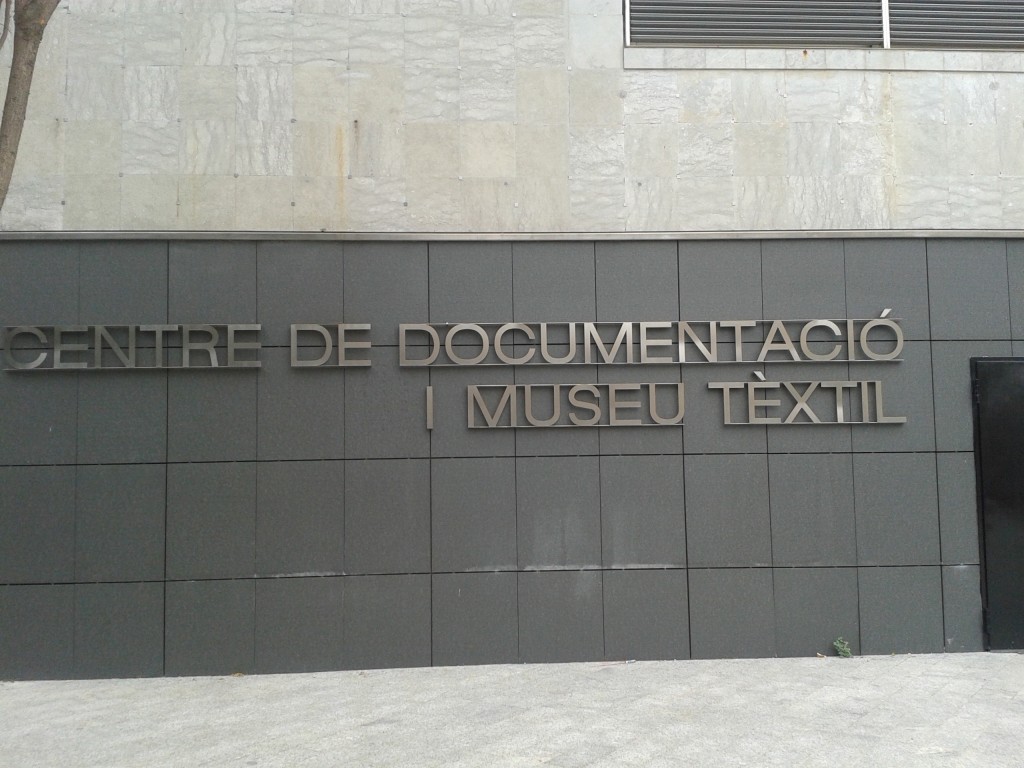 CENTRE DE DOCUMENTACIÓ
I MUSEU TÈXTIL